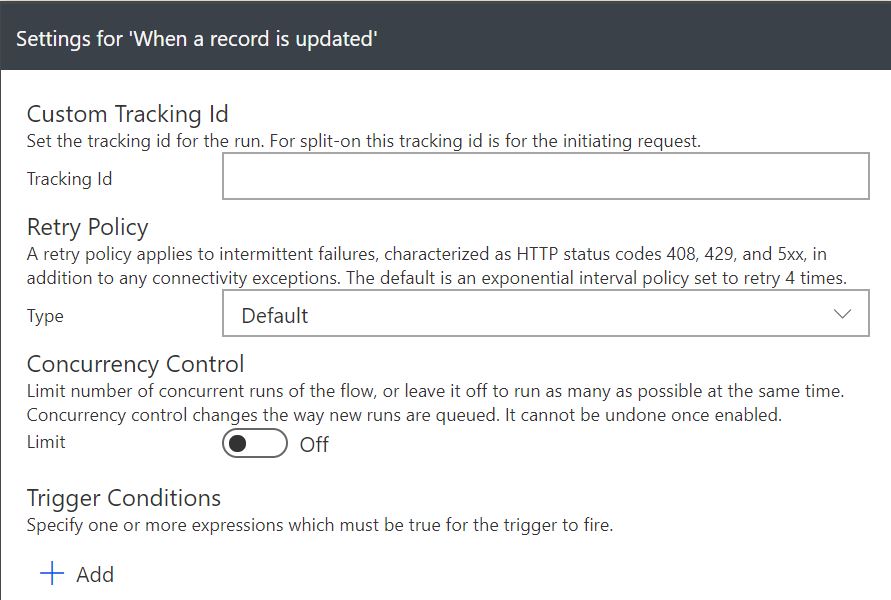 Settings for 'When a record is updated'
Custom Tracking Id
Set the tracking id for the run. For split-on this tracking id is for the initiating request.
Tracking Id
Retry Policy
A retry policy applies to intermittent failures, characterized as HTTP status codes 408, 429, and 5xx, in
addition to any connectivity exceptions. The default is an exponential interval policy set to retry 4 times.
Type Default
Concurrency Control
Limit number of concurrent runs of the flow, or leave it off to run as many as possible at the same time.
Concurrency control changes the way new runs are queued. It cannot be undone once enabled.
Limit Off
Trigger Conditions
Specify one or more expressions which must be true for the trigger to fire.
Add